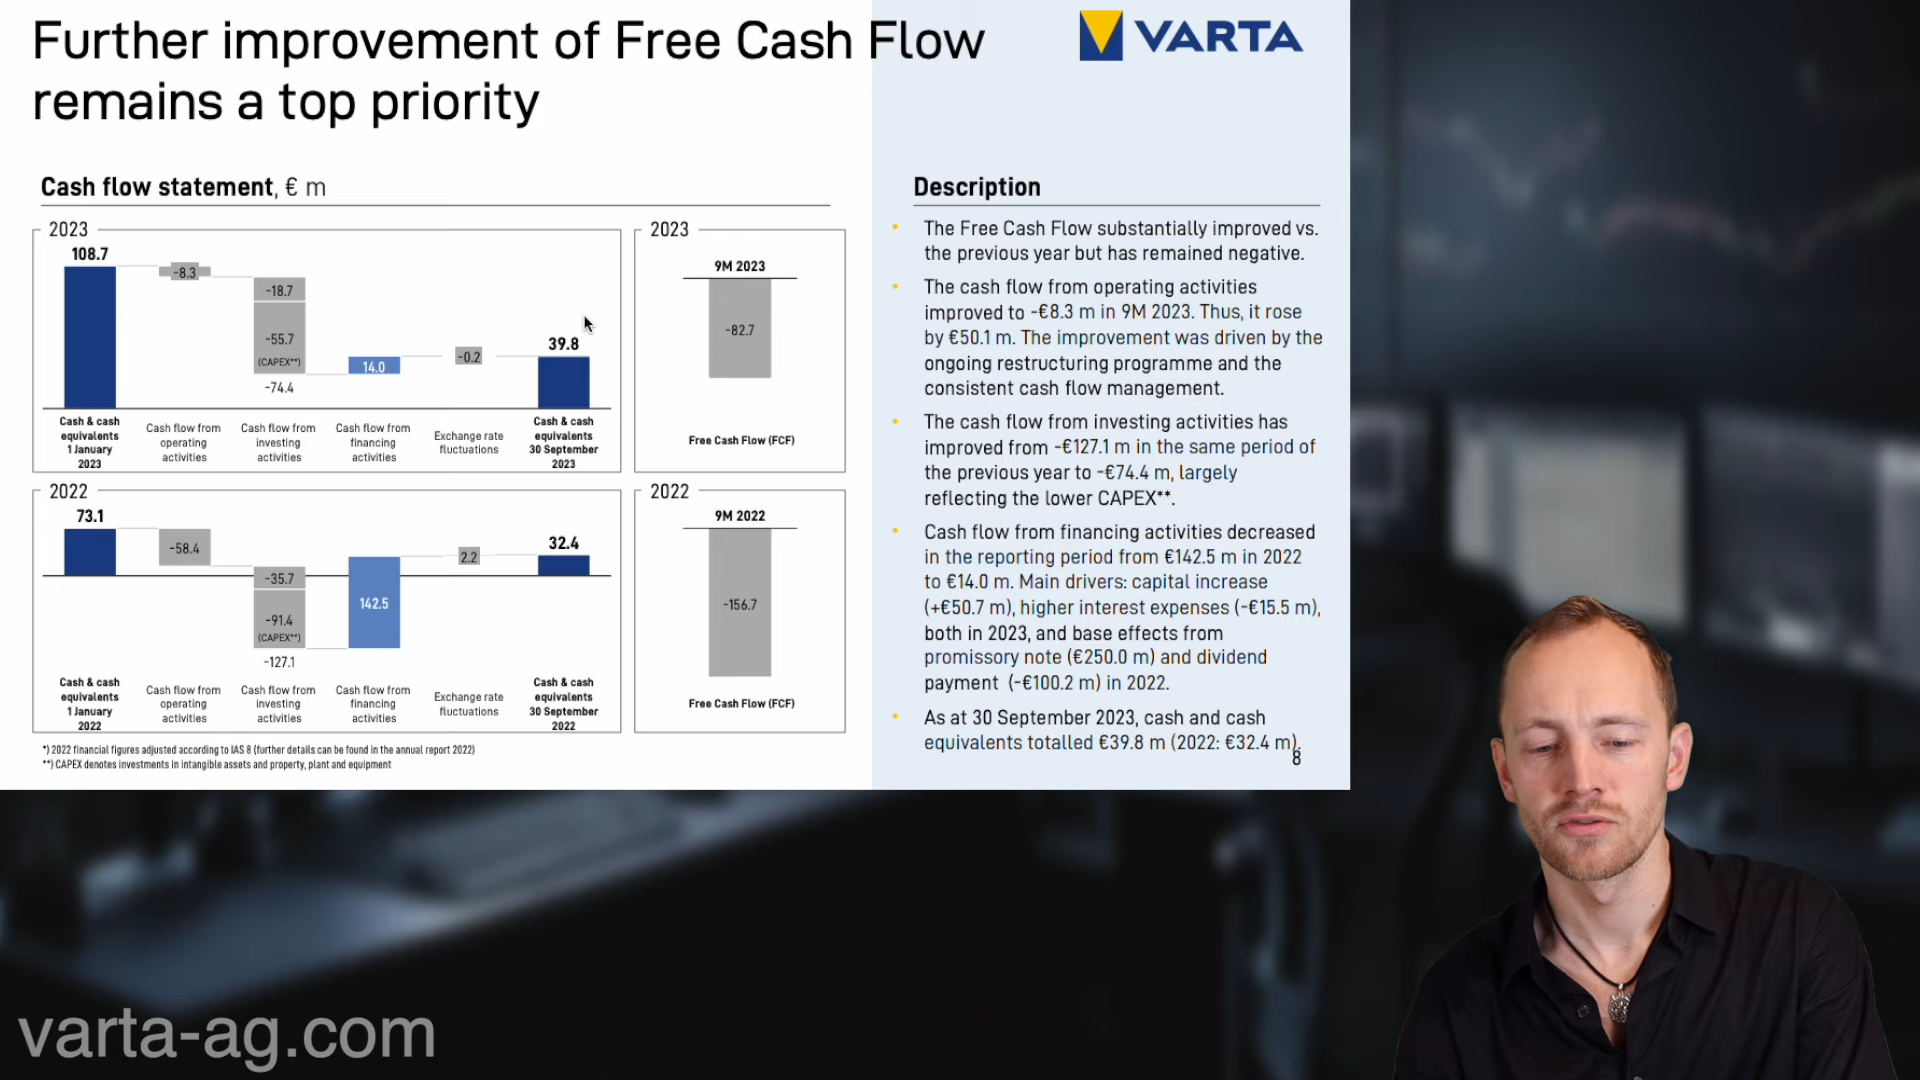 Further improvement of Free Cash Flow
remains a top priority
VARTA
Cash flow statement, € m
2023
108.7
-8.3
-18.7
-55.7
(CAPEX**)
-74.4
14.0
-0.2
39.8
Cash & cash
equivalents
1 January
2023
Cash flow from
operating
activities
Cash flow from
investing
activities
Cash flow from
financing
activities
Exchange rate
fluctuations
Cash & cash
equivalents
30 September
2023
2023
9M 2023
-82.7
Free Cash Flow (FCF)
2022
73.1
-58.4
-35.7
-91.4
(CAPEX**)
-127.1
142.5
2.2
32.4
Cash & cash
equivalents
1 January
2022
Cash flow from
operating
activities
Cash flow from
investing
activities
Cash flow from
financing
activities
Exchange rate
fluctuations
Cash & cash
equivalents
30 September
2022
2022
9M 2022
-156.7
Free Cash Flow (FCF)
*) 2022 financial figures adjusted according to IAS 8 (further details can be found in the annual report 2022)
**) CAPEX denotes investments in intangible assets and property, plant and equipment
Description
• The Free Cash Flow substantially improved vs.
the previous year but has remained negative.
• The cash flow from operating activities
improved to -€8.3 m in 9M 2023. Thus, it rose
by €50.1 m. The improvement was driven by the
ongoing restructuring programme and the
consistent cash flow management.
• The cash flow from investing activities has
improved from -€127.1 m in the same period of
the previous year to -€74.4 m, largely
reflecting the lower CAPEX**.
• Cash flow from financing activities decreased
in the reporting period from €142.5 m in 2022
to €14.0 m. Main drivers: capital increase
(+€50.7 m), higher interest expenses (-€15.5 m),
both in 2023, and base effects from
promissory note (€250.0 m) and dividend
payment (-€100.2 m) in 2022.
• As at 30 September 2023, cash and cash
equivalents totalled €39.8 m (2022: €32.4 m).
8
varta-ag.com